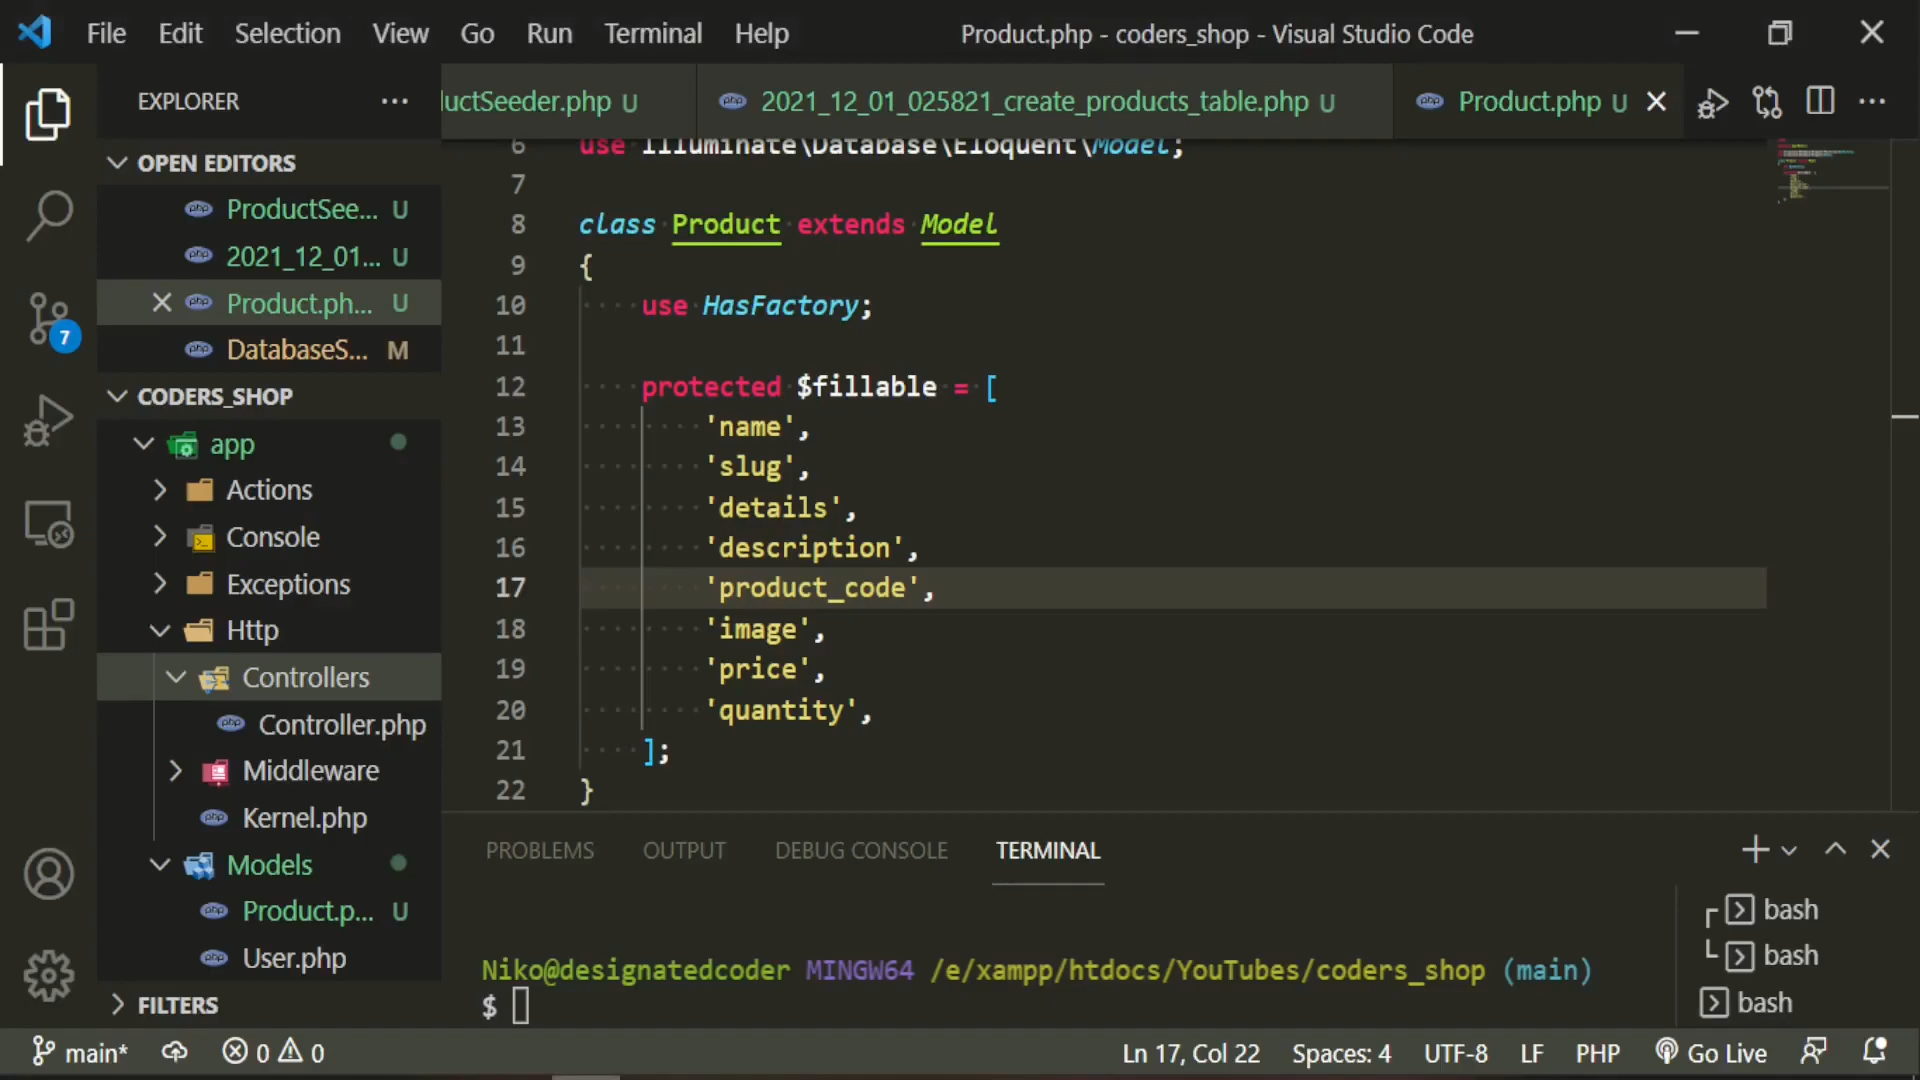 File Edit Selection View Go Run Terminal Help Product.php - coders_shop - Visual Studio Code
EXPLORER
OPEN EDITORS
ProductSee... U
2021_12_01... U
Product.ph... U
DatabaseS... M
CODERS_SHOP
app
Actions
Console
Exceptions
Http
Controllers
Controller.php
Middleware
Kernel.php
Models
Product.p... U
User.php
FILTERS
7
uctSeeder.php U 2021_12_01_025821_create_products_table.php U Product.php U
6 use Illuminate\Database\Eloquent\Model;
7
8 class Product extends Model
9 {
10 use HasFactory;
11
12 protected $fillable = [
13 'name',
14 'slug',
15 'details',
16 'description',
17 'product_code',
18 'image',
19 'price',
20 'quantity',
21 ];
22 }
PROBLEMS OUTPUT DEBUG CONSOLE TERMINAL
Niko@designatedcoder MINGW64 /e/xampp/htdocs/YouTubes/coders_shop (main)
$
bash
bash
bash
main* 0 0 Ln 17, Col 22 Spaces: 4 UTF-8 LF PHP Go Live